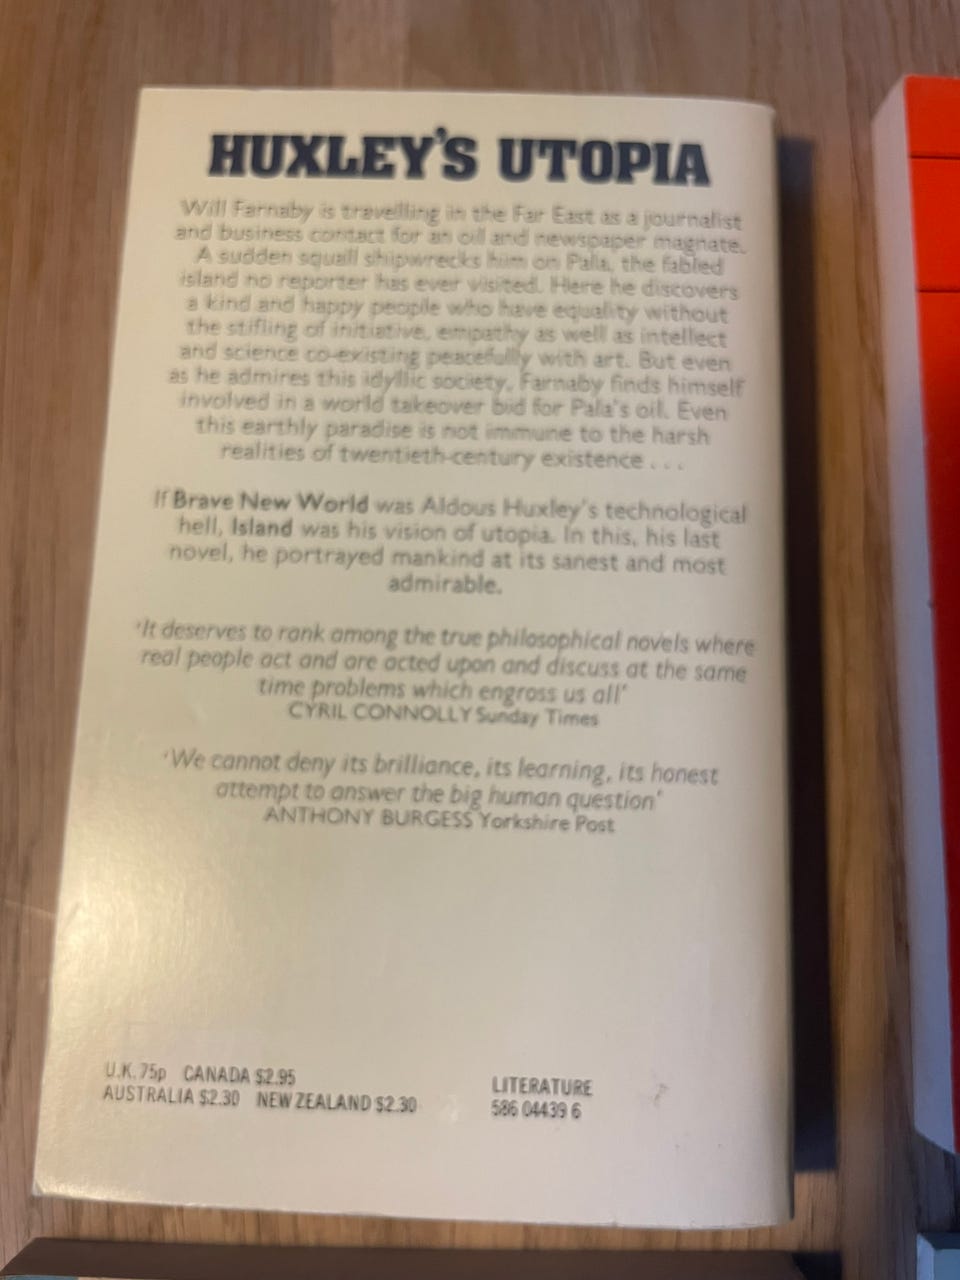 HUXLEY'S UTOPIA
Will Farnaby is travelling in the Far East as a journalist
and business contact for an oil and newspaper magnate.
A sudden squall shipwrecks him on Pala, the fabled
island no reporter has ever visited. Here he discovers
a kind and happy people who have equality without
the stifling of initiative, empathy as well as intellect
and science co-existing peacefully with art. But even
as he admires this idyllic society, Farnaby finds himself
involved in a world takeover bid for Pala's oil. Even
this earthly paradise is not immune to the harsh
realities of twentieth-century existence . . .
If Brave New World was Aldous Huxley's technological
hell, Island was his vision of utopia. In this, his last
novel, he portrayed mankind at its sanest and most
admirable.
'It deserves to rank among the true philosophical novels where
real people act and are acted upon and discuss at the same
time problems which engross us all'
CYRIL CONNOLLY Sunday Times
'We cannot deny its brilliance, its learning, its honest
attempt to answer the big human question'
ANTHONY BURGESS Yorkshire Post
U.K. 75p CANADA $2.95
AUSTRALIA $2.30 NEW ZEALAND $2.30
LITERATURE
586 04439 6